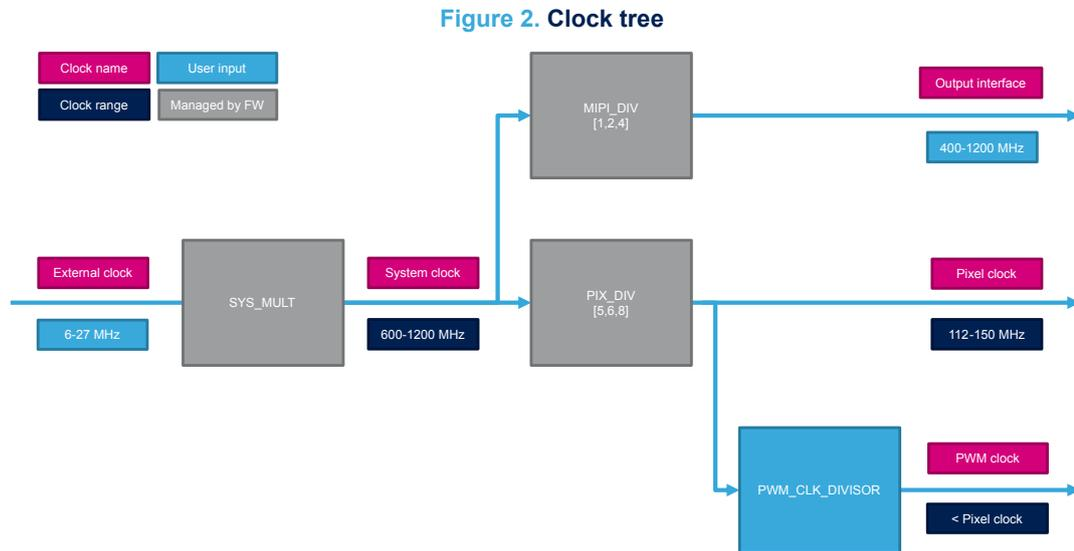 Figure 2. Clock tree
Clock name
User input
Clock range
Managed by FW
MIPI_DIV
[1,2,4]
Output interface
400-1200 MHz
External clock
6-27 MHz
SYS_MULT
System clock
600-1200 MHz
PIX_DIV
[5,6,8]
Pixel clock
112-150 MHz
PWM_CLK_DIVISOR
PWM clock
< Pixel clock